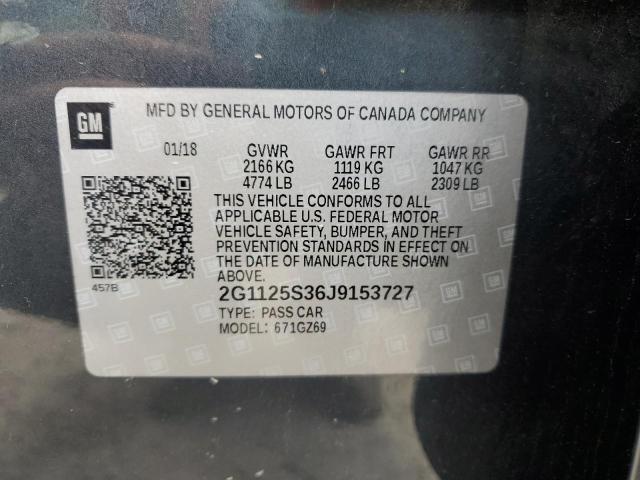 GM
MFD BY GENERAL MOTORS OF CANADA COMPANY
01/18 GVWR GAWR FRT GAWR RR
2166 KG 1119 KG 1047 KG
4774 LB 2466 LB 2309 LB
THIS VEHICLE CONFORMS TO ALL
APPLICABLE U.S. FEDERAL MOTOR
VEHICLE SAFETY, BUMPER, AND THEFT
PREVENTION STANDARDS IN EFFECT ON
THE DATE OF MANUFACTURE SHOWN
ABOVE.
457B
2G1125S36J9153727
TYPE: PASS CAR
MODEL: 671GZ69